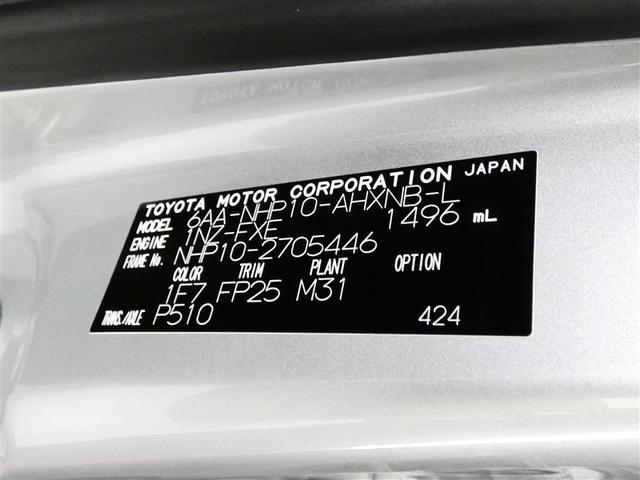 TOYOTA MOTOR CORPORATION JAPAN
MODEL 6AA-NHP10-AHXNB-L
ENGINE 1NZ-FXE 1496 mL
FRAME No. NHP10-2705446
COLOR TRIM PLANT OPTION
1F7 FP25 M31
TRANS./AXLE P510 424